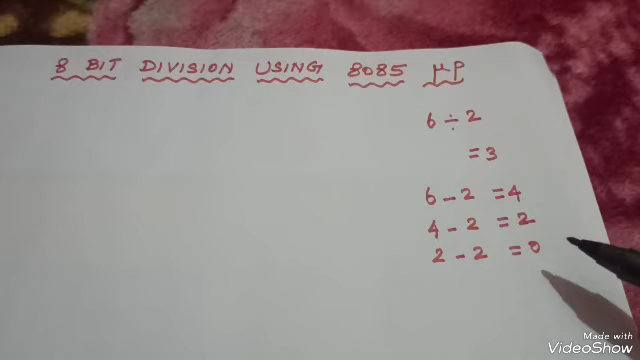 8 BIT DIVISION USING 8085 μP
6 ÷ 2
= 3
6 - 2 = 4
4 - 2 = 2
2 - 2 = 0
Made with
VideoShow